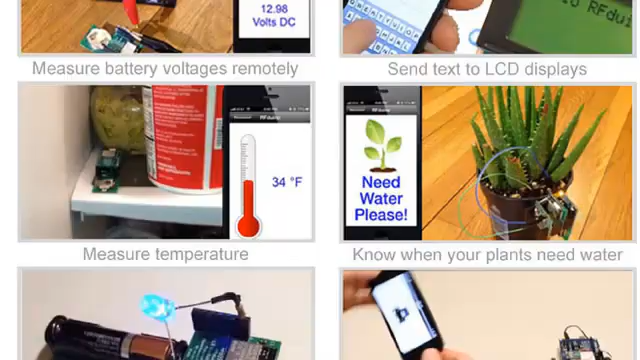 12.98
Volts DC
Measure battery voltages remotely
Send text to LCD displays
34 °F
Need
Water
Please!
Measure temperature
Know when your plants need water